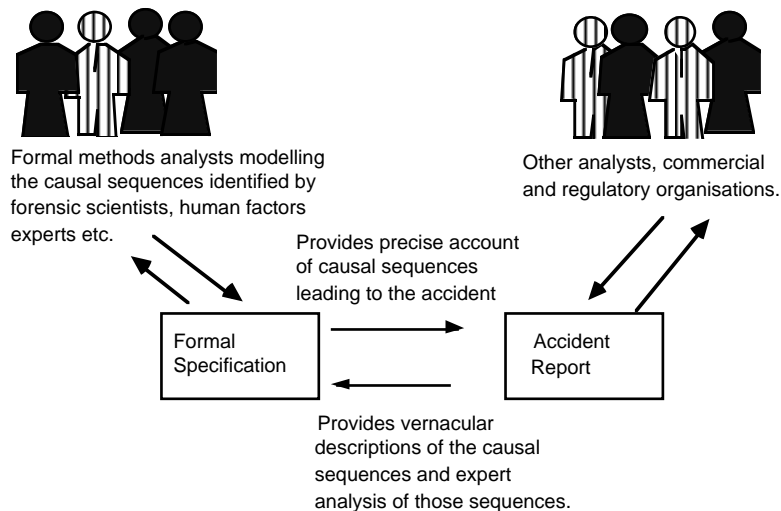 Formal methods analysts modelling
the causal sequences identified by
forensic scientists, human factors
experts etc.
Other analysts, commercial
and regulatory organisations.
Provides precise account
of causal sequences
leading to the accident
Formal
Specification
Accident
Report
Provides vernacular
descriptions of the causal
sequences and expert
analysis of those sequences.